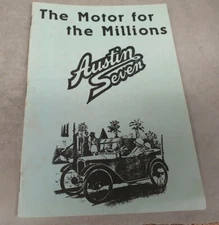 The Motor for
the Millions
Austin
Seven